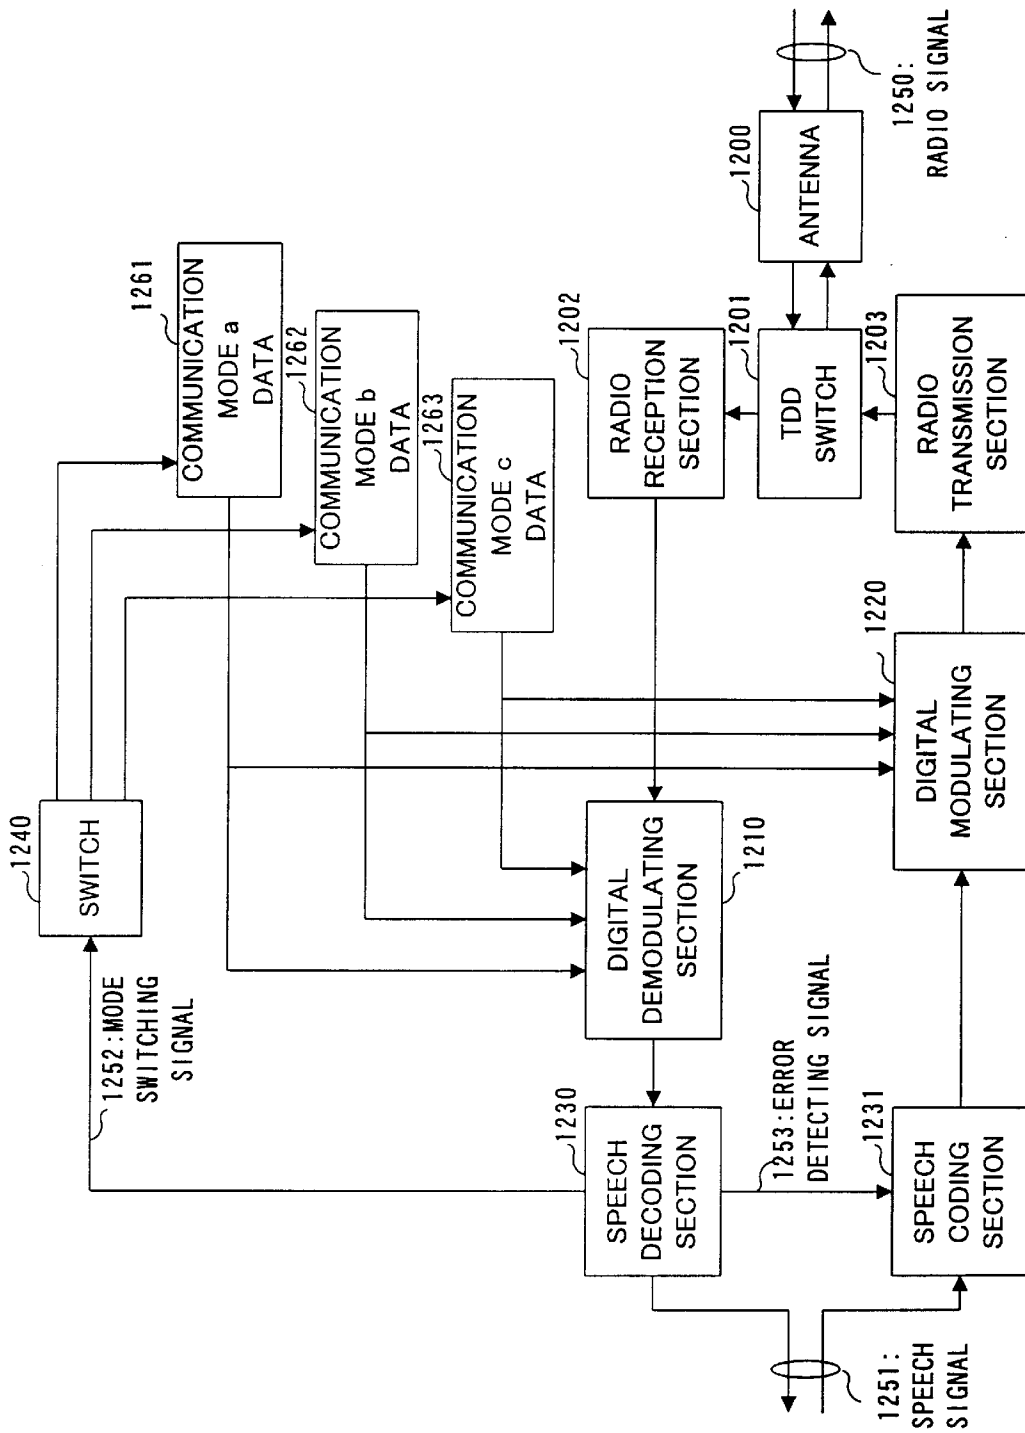 1240
SWITCH
1252:MODE
SWITCHING
SIGNAL
1261
COMMUNICATION
MODE a
DATA
1262
COMMUNICATION
MODE b
DATA
1263
COMMUNICATION
MODE c
DATA
1230
SPEECH
DECODING
SECTION
1210
DIGITAL
DEMODULATING
SECTION
1202
RADIO
RECEPTION
SECTION
1201
TDD
SWITCH
1200
ANTENNA
1250:
RADIO SIGNAL
1253:ERROR
DETECTING SIGNAL
1251:
SPEECH
SIGNAL
1231
SPEECH
CODING
SECTION
1220
DIGITAL
MODULATING
SECTION
1203
RADIO
TRANSMISSION
SECTION